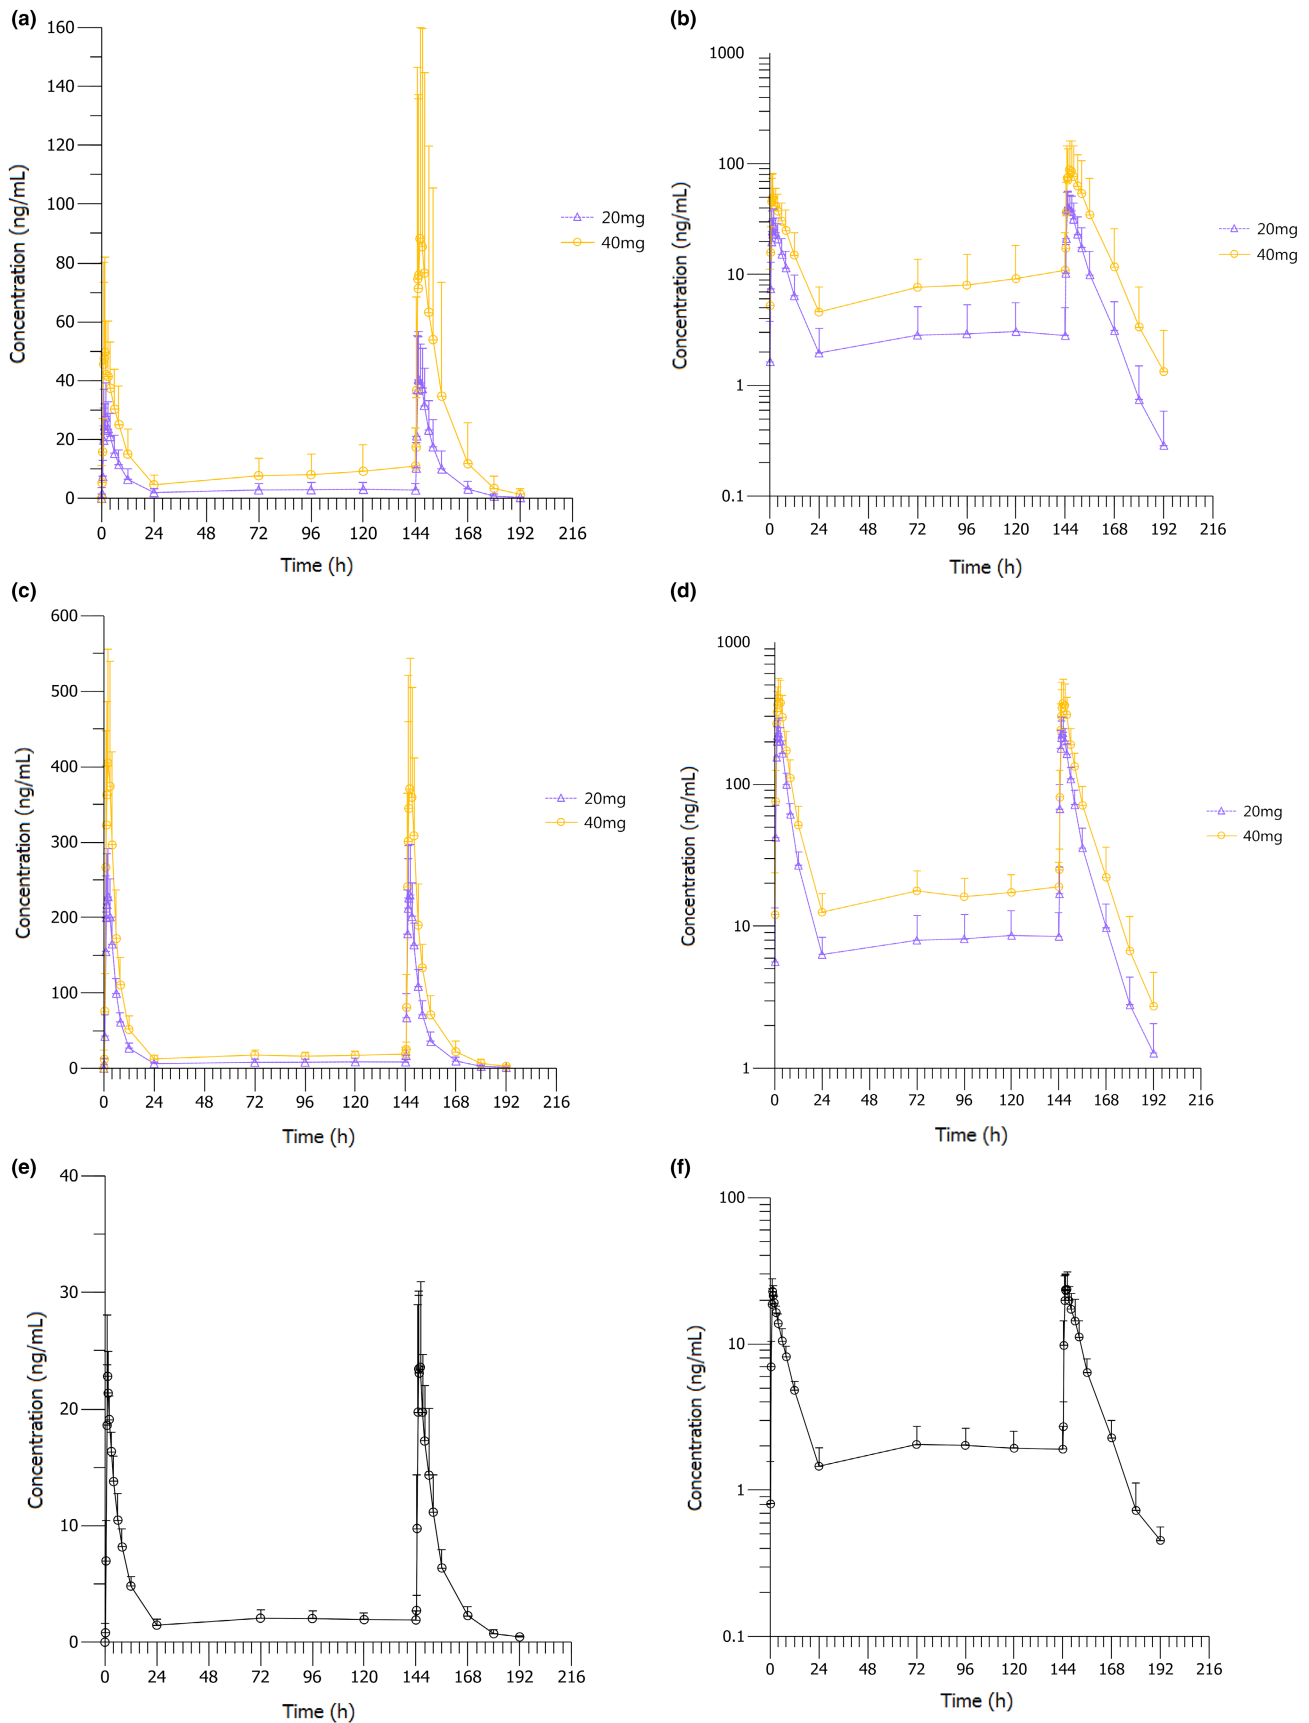 (a)
160
140
120
100
80
60
40
20
0
Concentration (ng/mL)
0 24 48 72 96 120 144 168 192 216
Time (h)
20mg
40mg
(b)
1000
100
10
1
0.1
Concentration (ng/mL)
0 24 48 72 96 120 144 168 192 216
Time (h)
20mg
40mg
(c)
600
500
400
300
200
100
0
Concentration (ng/mL)
0 24 48 72 96 120 144 168 192 216
Time (h)
20mg
40mg
(d)
1000
100
10
1
Concentration (ng/mL)
0 24 48 72 96 120 144 168 192 216
Time (h)
20mg
40mg
(e)
40
30
20
10
0
Concentration (ng/mL)
0 24 48 72 96 120 144 168 192 216
Time (h)
(f)
100
10
1
0.1
Concentration (ng/mL)
0 24 48 72 96 120 144 168 192 216
Time (h)